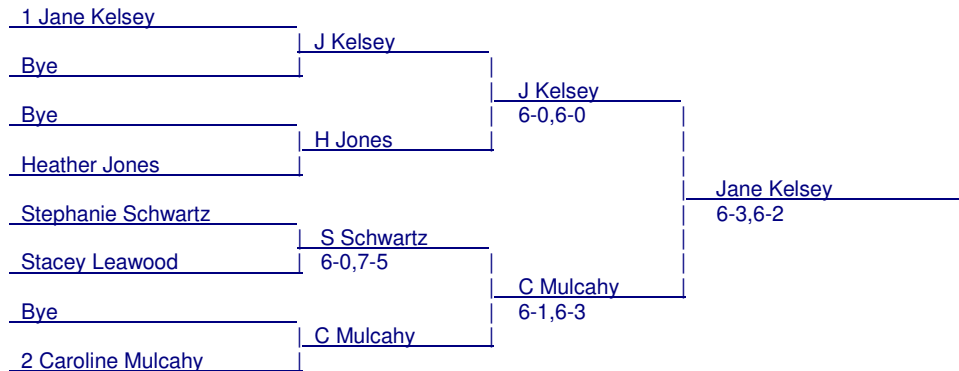 1 Jane Kelsey
J Kelsey
Bye
J Kelsey
6-0,6-0
Bye
H Jones
Heather Jones
Jane Kelsey
6-3,6-2
Stephanie Schwartz
S Schwartz
6-0,7-5
Stacey Leawood
C Mulcahy
6-1,6-3
Bye
C Mulcahy
2 Caroline Mulcahy